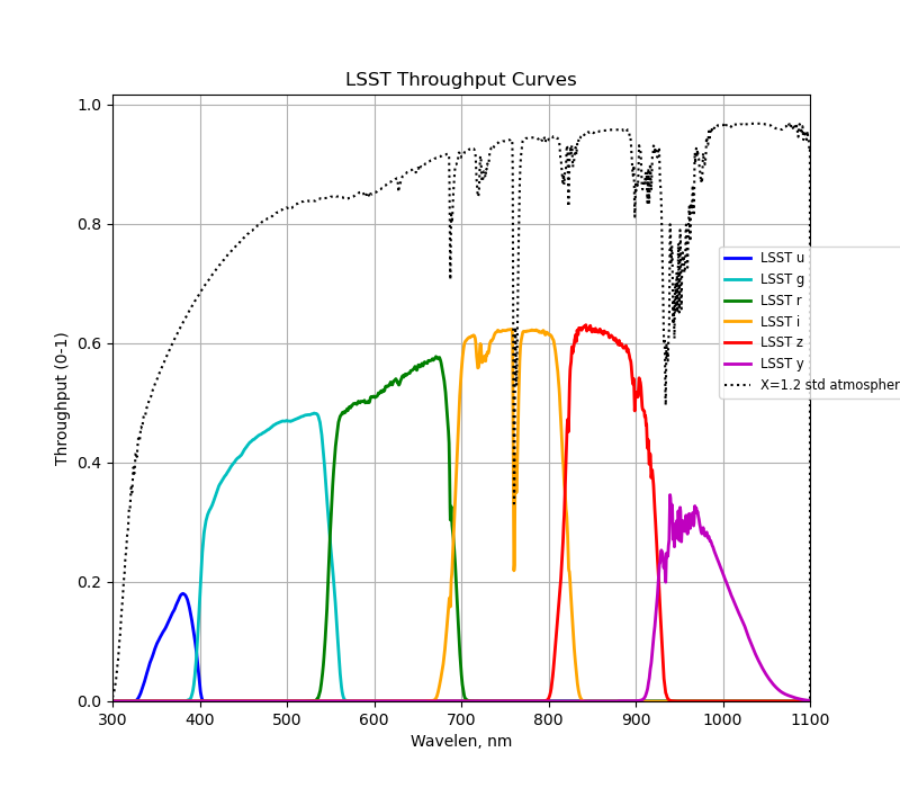 LSST Throughput Curves
Throughput (0-1)
1.0
0.8
0.6
0.4
0.2
0.0
300 400 500 600 700 800 900 1000 1100
Wavelen, nm
LSST u
LSST g
LSST r
LSST i
LSST z
LSST y
X=1.2 std atmospher